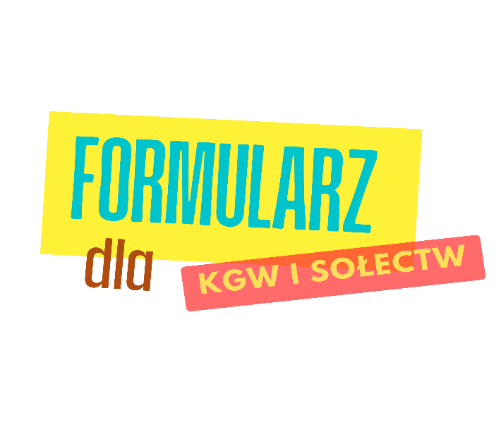 FORMULARZ
dla
KGW I SOŁECTW